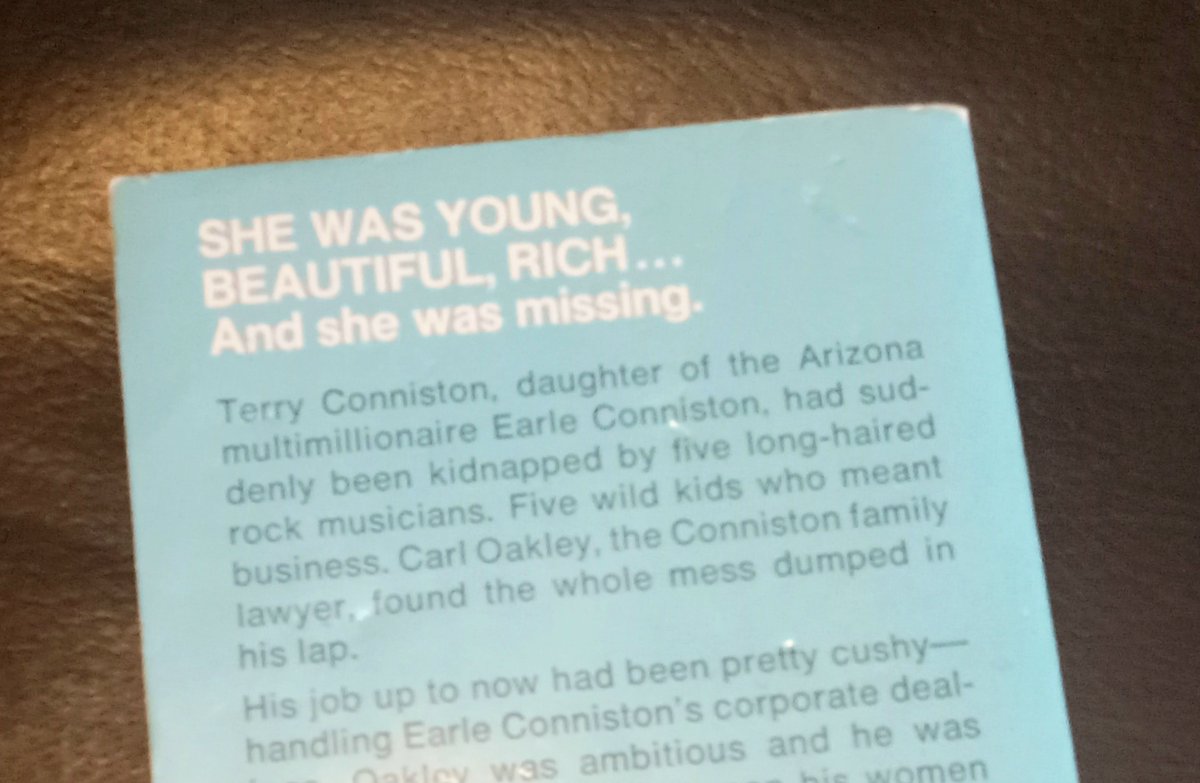 SHE WAS YOUNG,
BEAUTIFUL, RICH...
And she was missing.
Terry Conniston, daughter of the Arizona
multimillionaire Earle Conniston, had sud-
denly been kidnapped by five long-haired
rock musicians. Five wild kids who meant
business. Carl Oakley, the Conniston family
lawyer, found the whole mess dumped in
his lap.
His job up to now had been pretty cushy—
handling Earle Conniston's corporate deal-
Oakley was ambitious and he was
his women